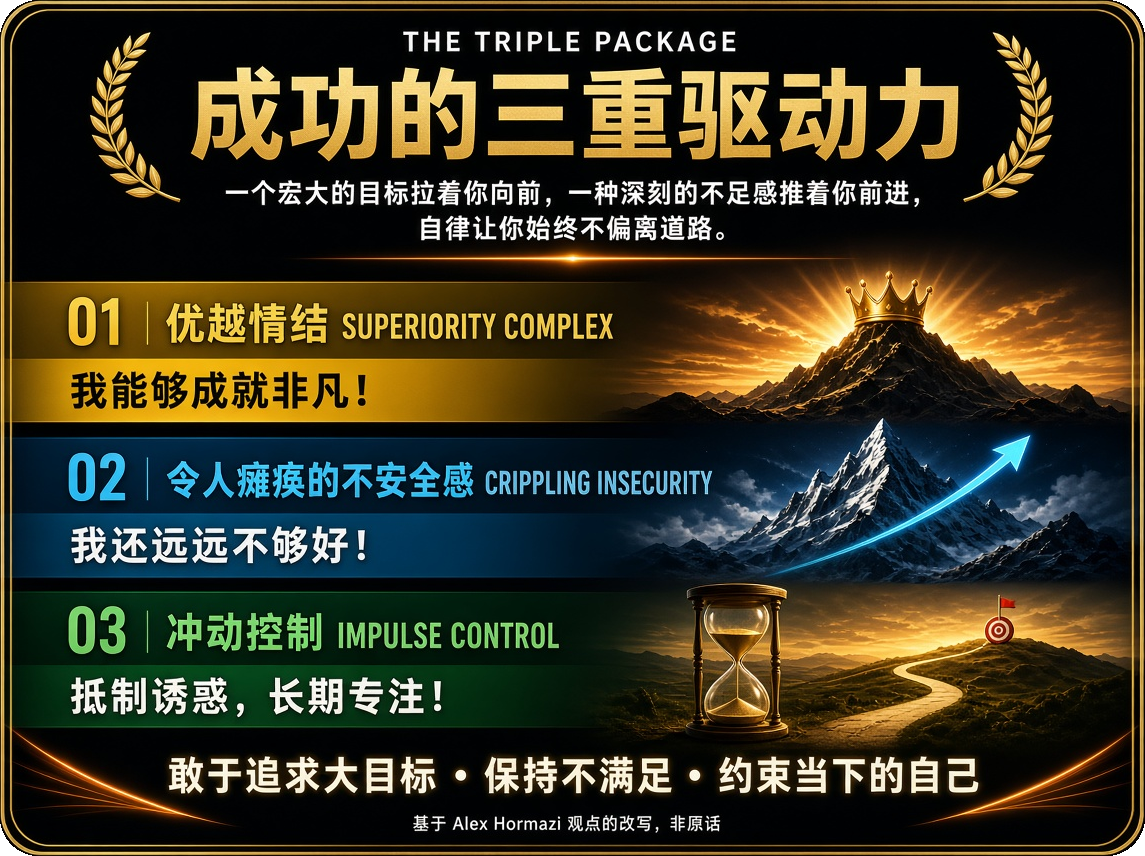 THE TRIPLE PACKAGE
成功的三重驱动力
一个宏大的目标拉着你向前，一种深刻的不足感推着你前进，
自律让你始终不偏离道路。
01 优越情结 SUPERIORITY COMPLEX
我能够成就非凡！
02 令人瘫痪的不安全感 CRIPPLING INSECURITY
我还远远不够好！
03 冲动控制 IMPULSE CONTROL
抵制诱惑，长期专注！
敢于追求大目标 • 保持不满足 • 约束当下的自己
基于 Alex Hormazi 观点的改写，非原话